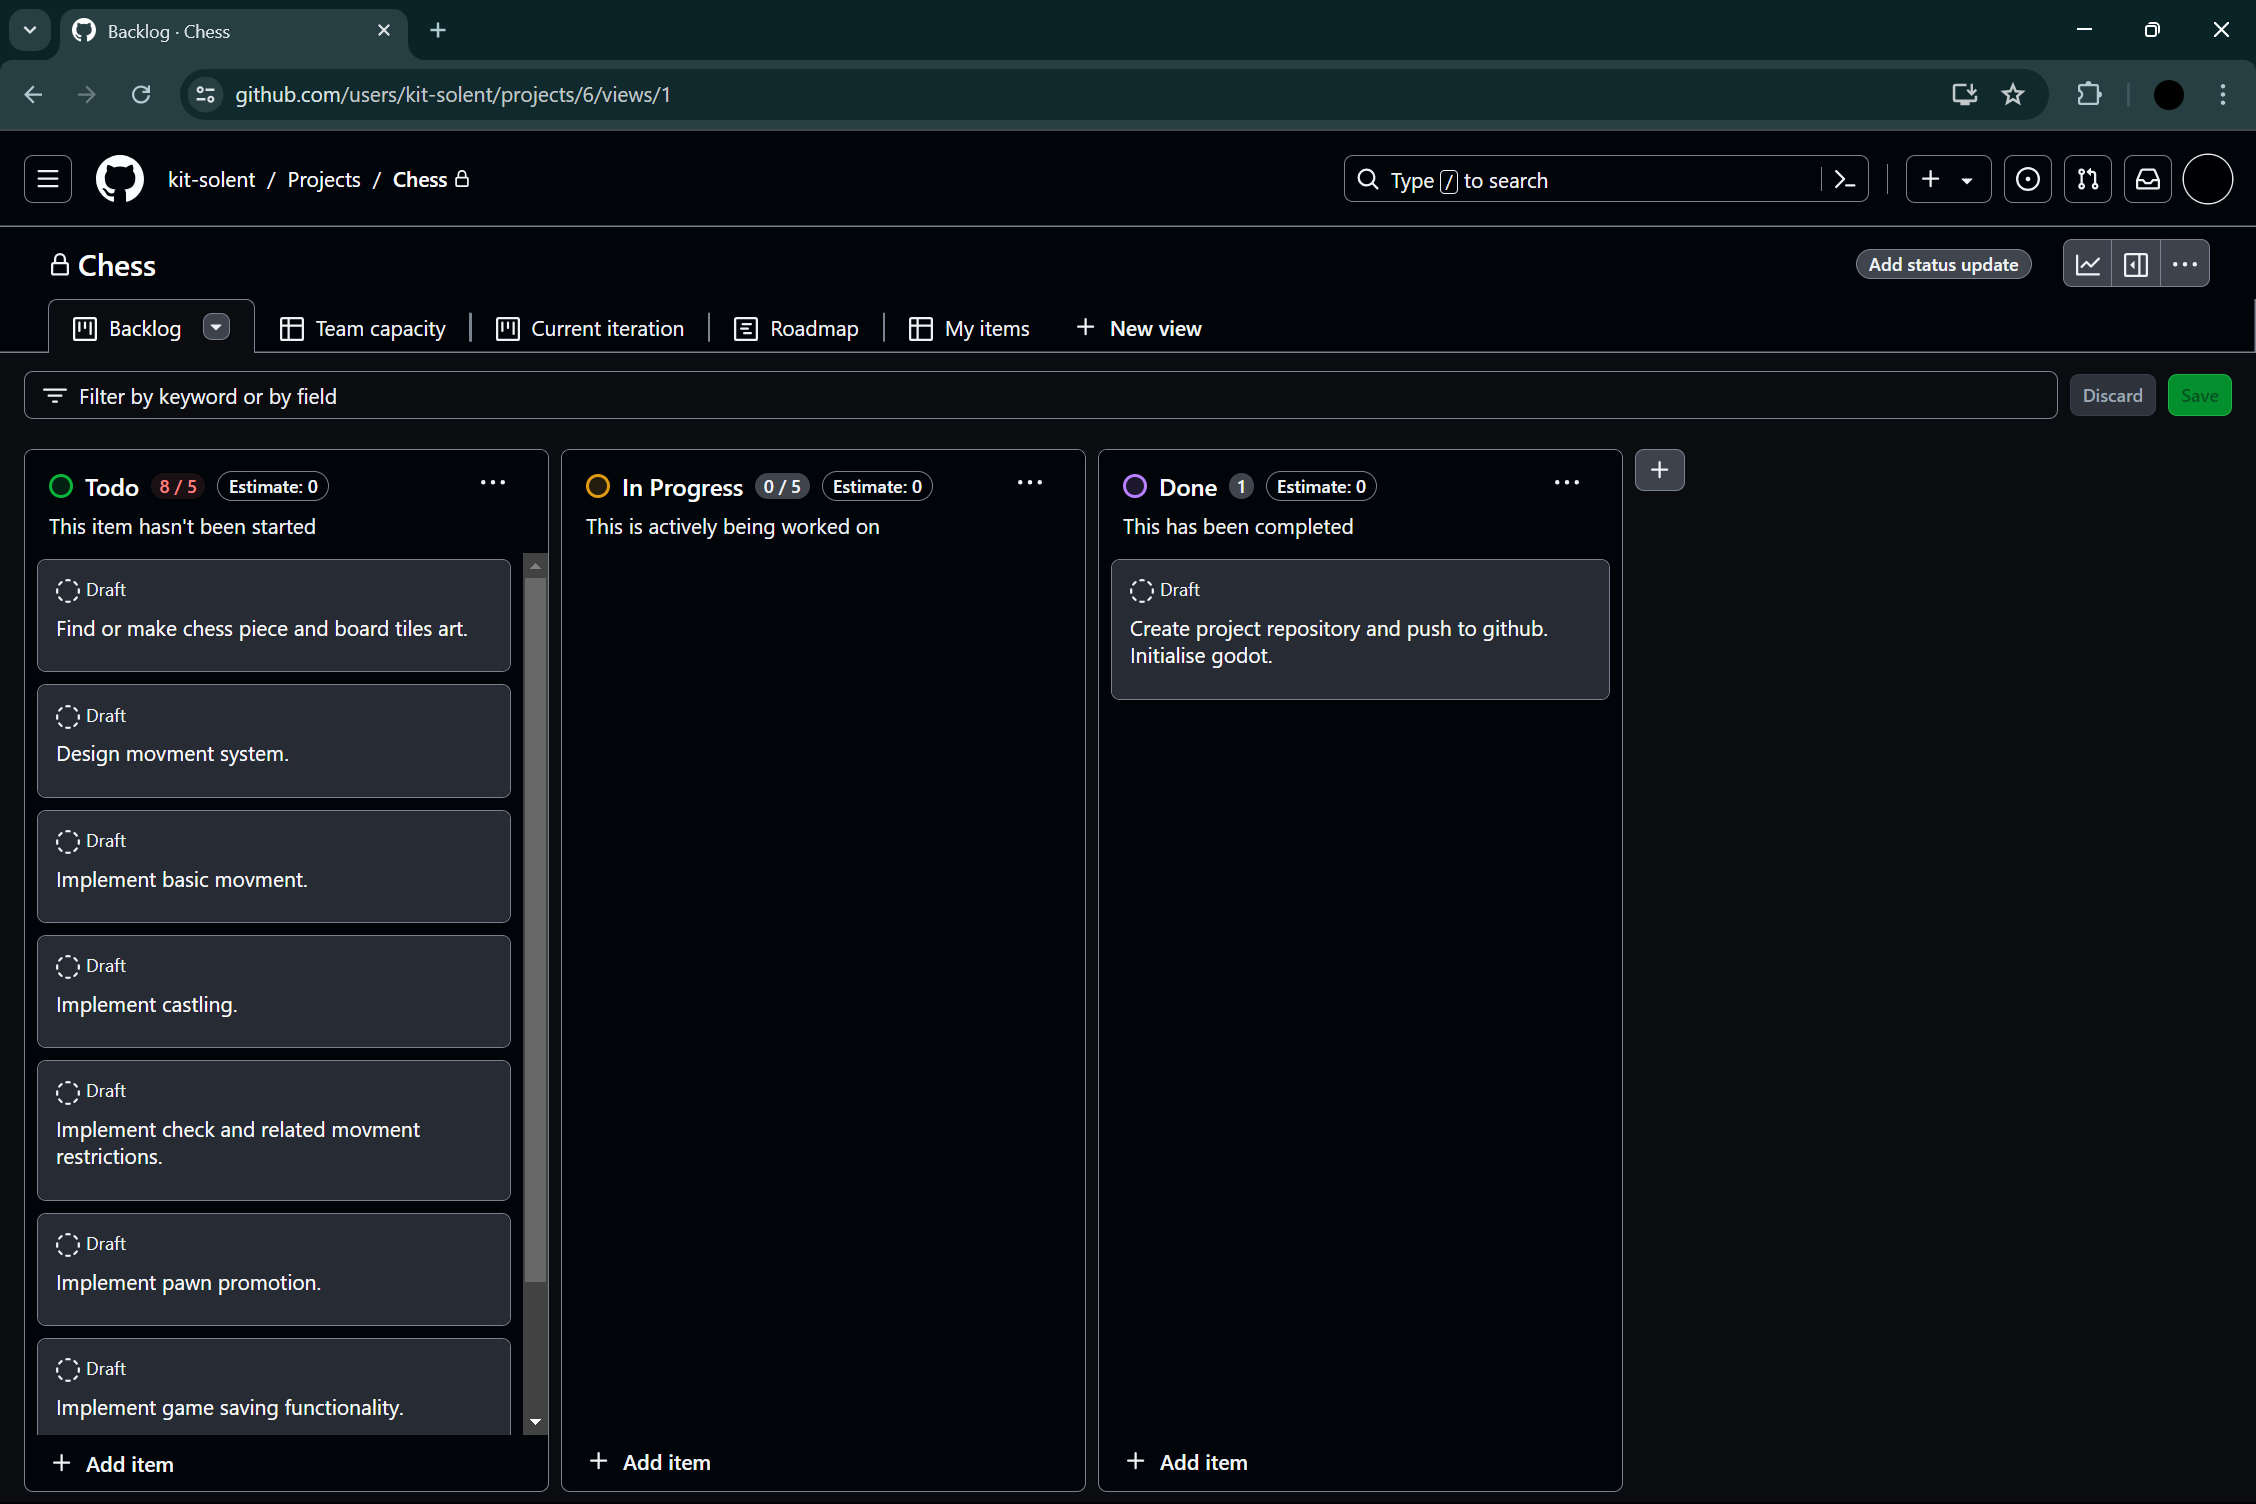 Backlog · Chess
github.com/users/kit-solent/projects/6/views/1
kit-solent / Projects / Chess
Type / to search
Chess
Add status update
Backlog
Team capacity
Current iteration
Roadmap
My items
New view
Filter by keyword or by field
Discard
Save
Todo 8 / 5 Estimate: 0
This item hasn't been started
Draft
Find or make chess piece and board tiles art.
Draft
Design movment system.
Draft
Implement basic movment.
Draft
Implement castling.
Draft
Implement check and related movment
restrictions.
Draft
Implement pawn promotion.
Draft
Implement game saving functionality.
Add item
In Progress 0 / 5 Estimate: 0
This is actively being worked on
Add item
Done 1 Estimate: 0
This has been completed
Draft
Create project repository and push to github.
Initialise godot.
Add item